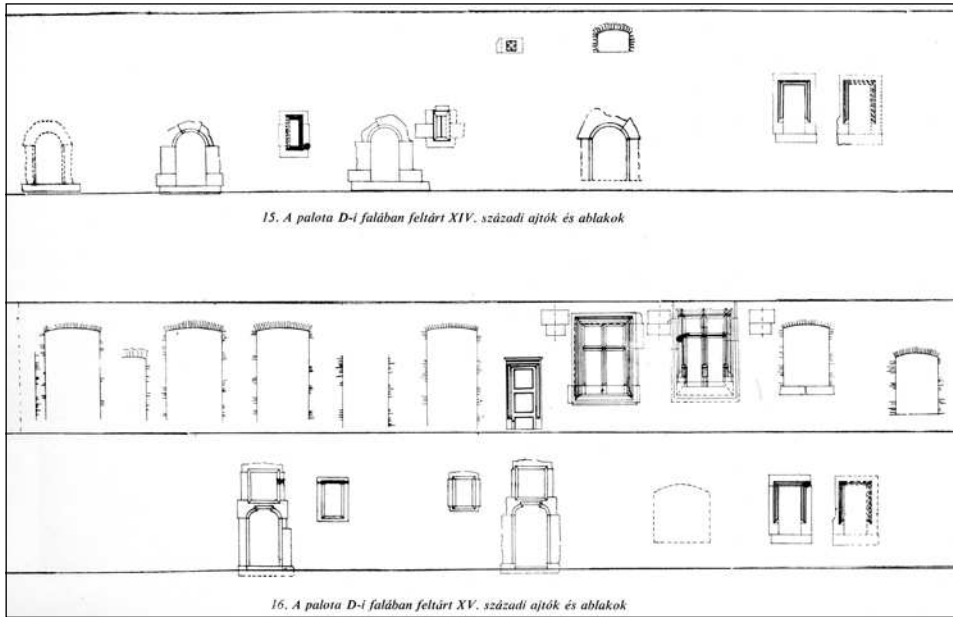 15. A palota D-i falában feltárt XIV. századi ajtók és ablakok
16. A palota D-i falában feltárt XV. századi ajtók és ablakok